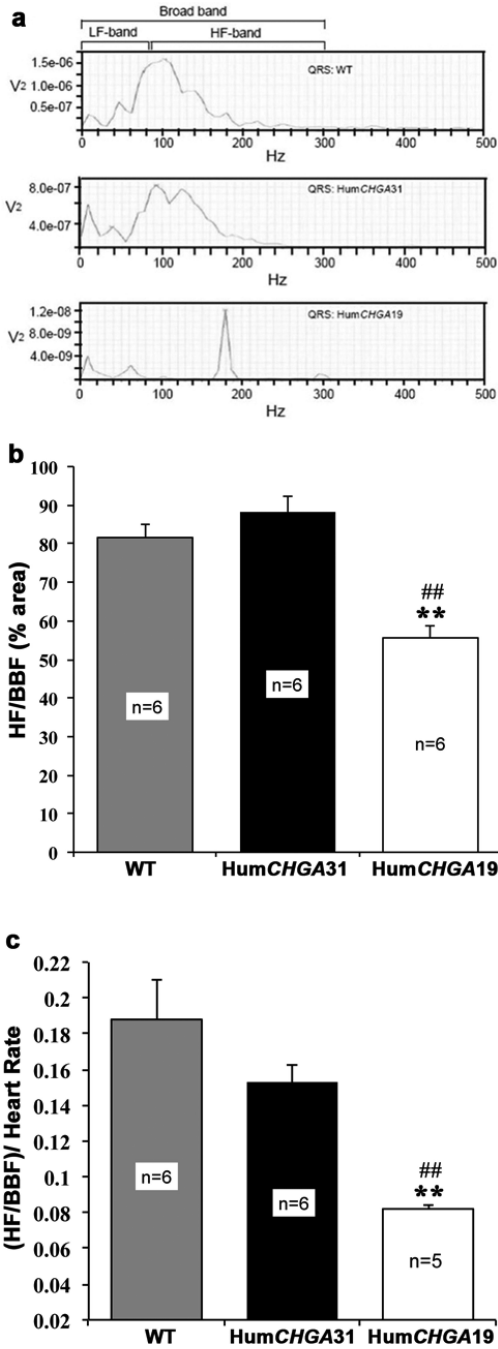 a
Broad band
LF-band HF-band
V2
1.5e-06
1.0e-06
0.5e-07
QRS: WT
0 100 200 300 400 500
Hz
V2
8.0e-07
4.0e-07
QRS: HumCHGA31
0 100 200 300 400 500
Hz
V2
1.2e-08
8.0e-09
4.0e-09
QRS: HumCHGA19
0 100 200 300 400 500
Hz
b
HF/BBF (% area)
100
90
80
70
60
50
40
30
20
10
0
##
**
n=6 n=6 n=6
WT HumCHGA31 HumCHGA19
c
(HF/BBF)/ Heart Rate
0.22
0.2
0.18
0.16
0.14
0.12
0.1
0.08
0.06
0.04
0.02
##
**
n=6 n=6 n=5
WT HumCHGA31 HumCHGA19